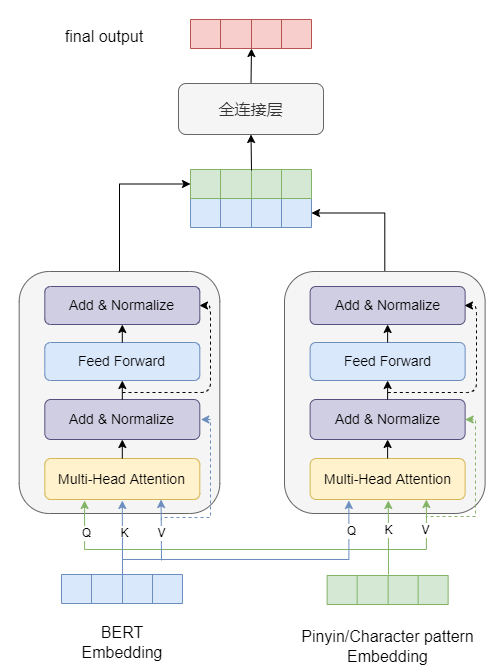 final output
全连接层
Add & Normalize
Feed Forward
Add & Normalize
Multi-Head Attention
Q
K
V
Add & Normalize
Feed Forward
Add & Normalize
Multi-Head Attention
Q
K
V
BERT
Embedding
Pinyin/Character pattern
Embedding